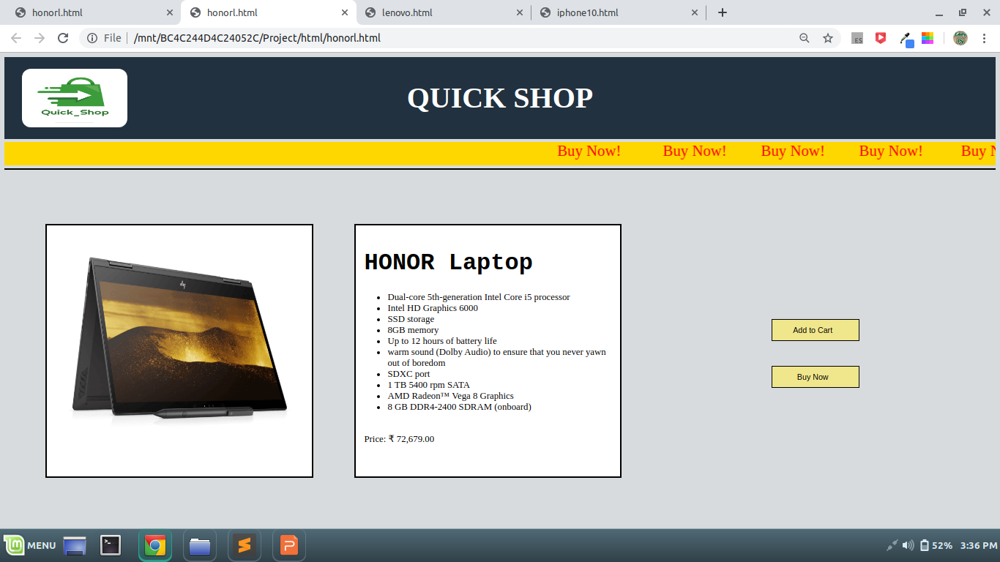 honorl.html
honorl.html
lenovo.html
iphone10.html
File
/mnt/BC4C244D4C24052C/Project/html/honorl.html
ES
Quick_Shop
QUICK SHOP
Buy Now! Buy Now! Buy Now! Buy Now! Buy N
hp
HONOR Laptop
• Dual-core 5th-generation Intel Core i5 processor
• Intel HD Graphics 6000
• SSD storage
• 8GB memory
• Up to 12 hours of battery life
• warm sound (Dolby Audio) to ensure that you never yawn
out of boredom
• SDXC port
• 1 TB 5400 rpm SATA
• AMD Radeon™ Vega 8 Graphics
• 8 GB DDR4-2400 SDRAM (onboard)
Price: ₹ 72,679.00
Add to Cart
Buy Now
MENU
52%
3:36 PM